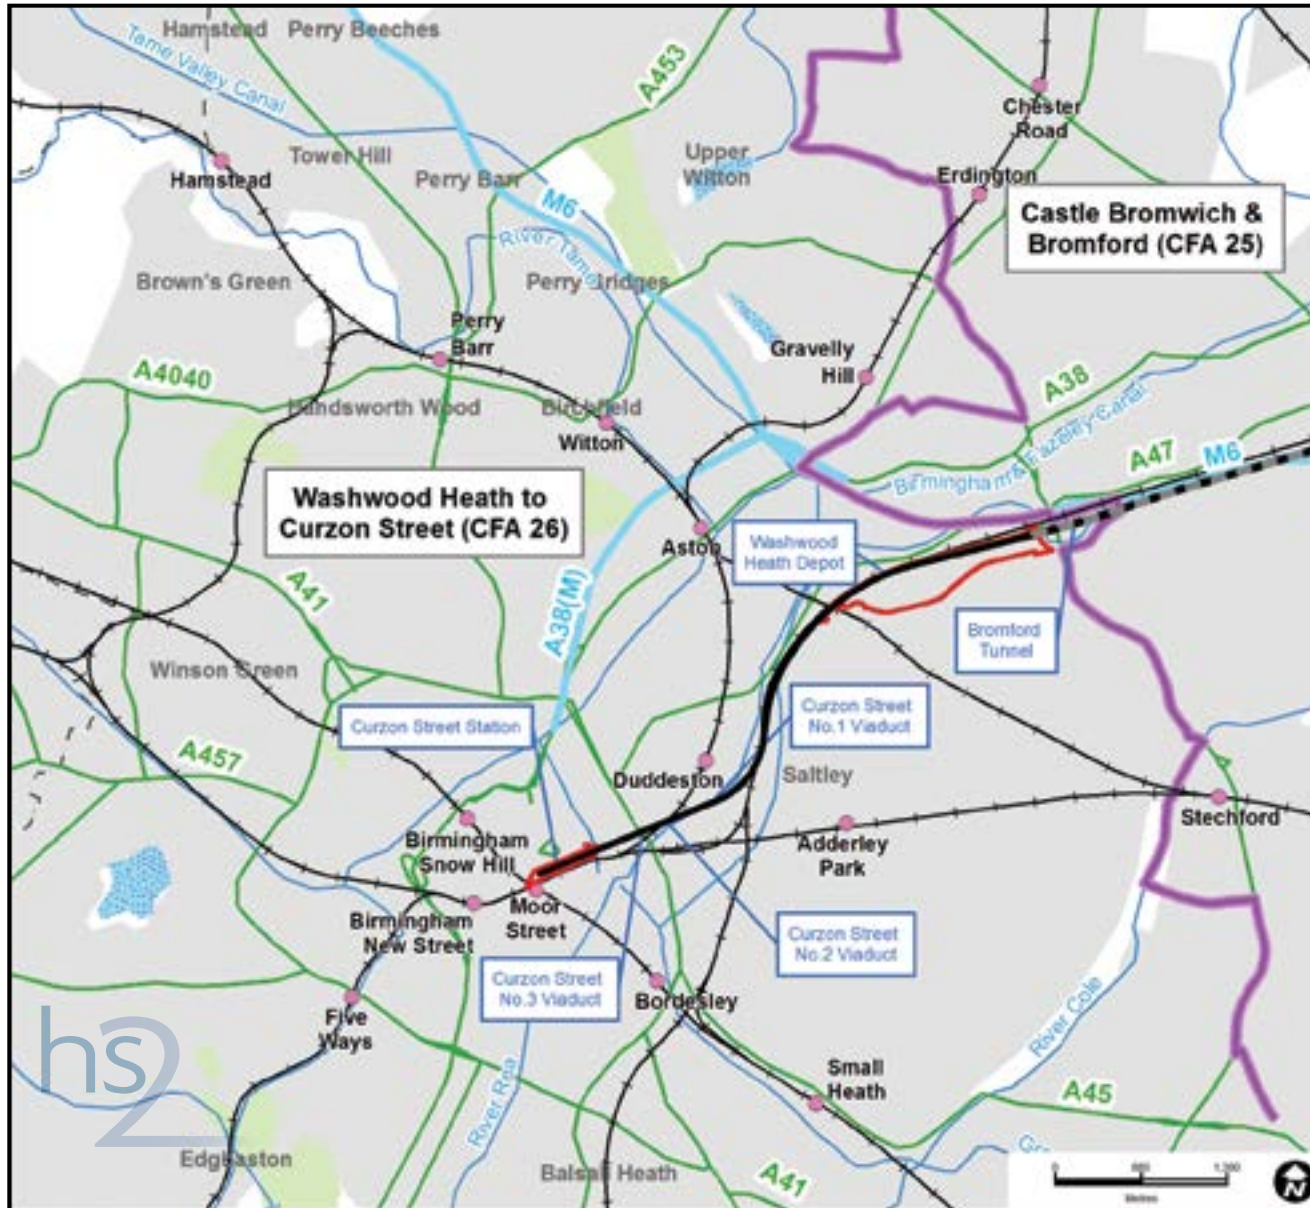 Hamstead
Perry Beeches
Tame Valley Canal
A453
Chester
Road
Tower Hill
Upper
Witton
Hamstead
Perry Barr
M6
Erdington
Castle Bromwich &
Bromford (CFA 25)
River Tame
Brown's Green
Perry Bridges
Perry
Barr
Gravelly
Hill
A4040
A38
Handsworth Wood
Birchfield
Witton
Birmingham & Fazeley Canal
A47
M6
Washwood Heath to
Curzon Street (CFA 26)
Aston
Washwood
Heath Depot
A41
A38(M)
Bromford
Tunnel
Winson Green
Curzon Street Station
Curzon Street
No.1 Viaduct
A457
Duddeston
Saltley
Stechford
Birmingham
Snow Hill
Adderley
Park
Moor
Street
Birmingham
New Street
Curzon Street
No.2 Viaduct
Curzon Street
No.3 Viaduct
Bordesley
Five
Ways
River Cole
hs2
River Rea
Small
Heath
A45
Edgbaston
Balsall Heath
A41
Gr
0
Metres
N